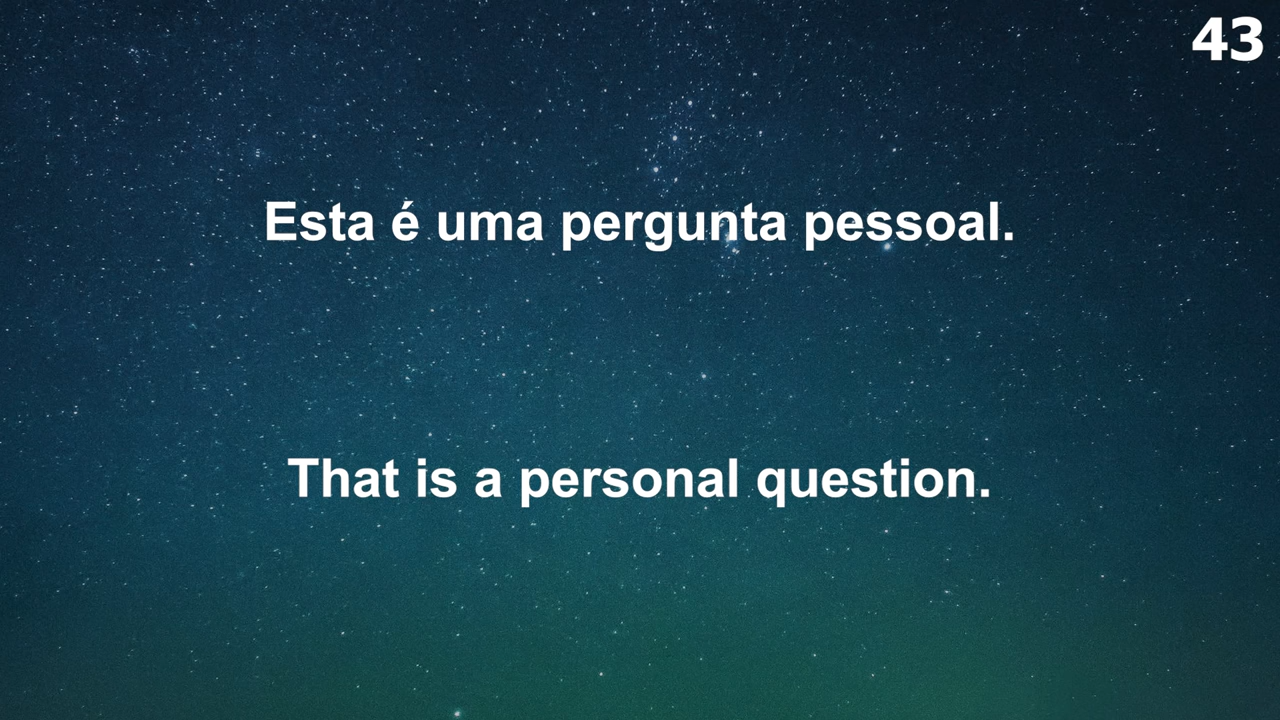 43
Esta é uma pergunta pessoal.
That is a personal question.